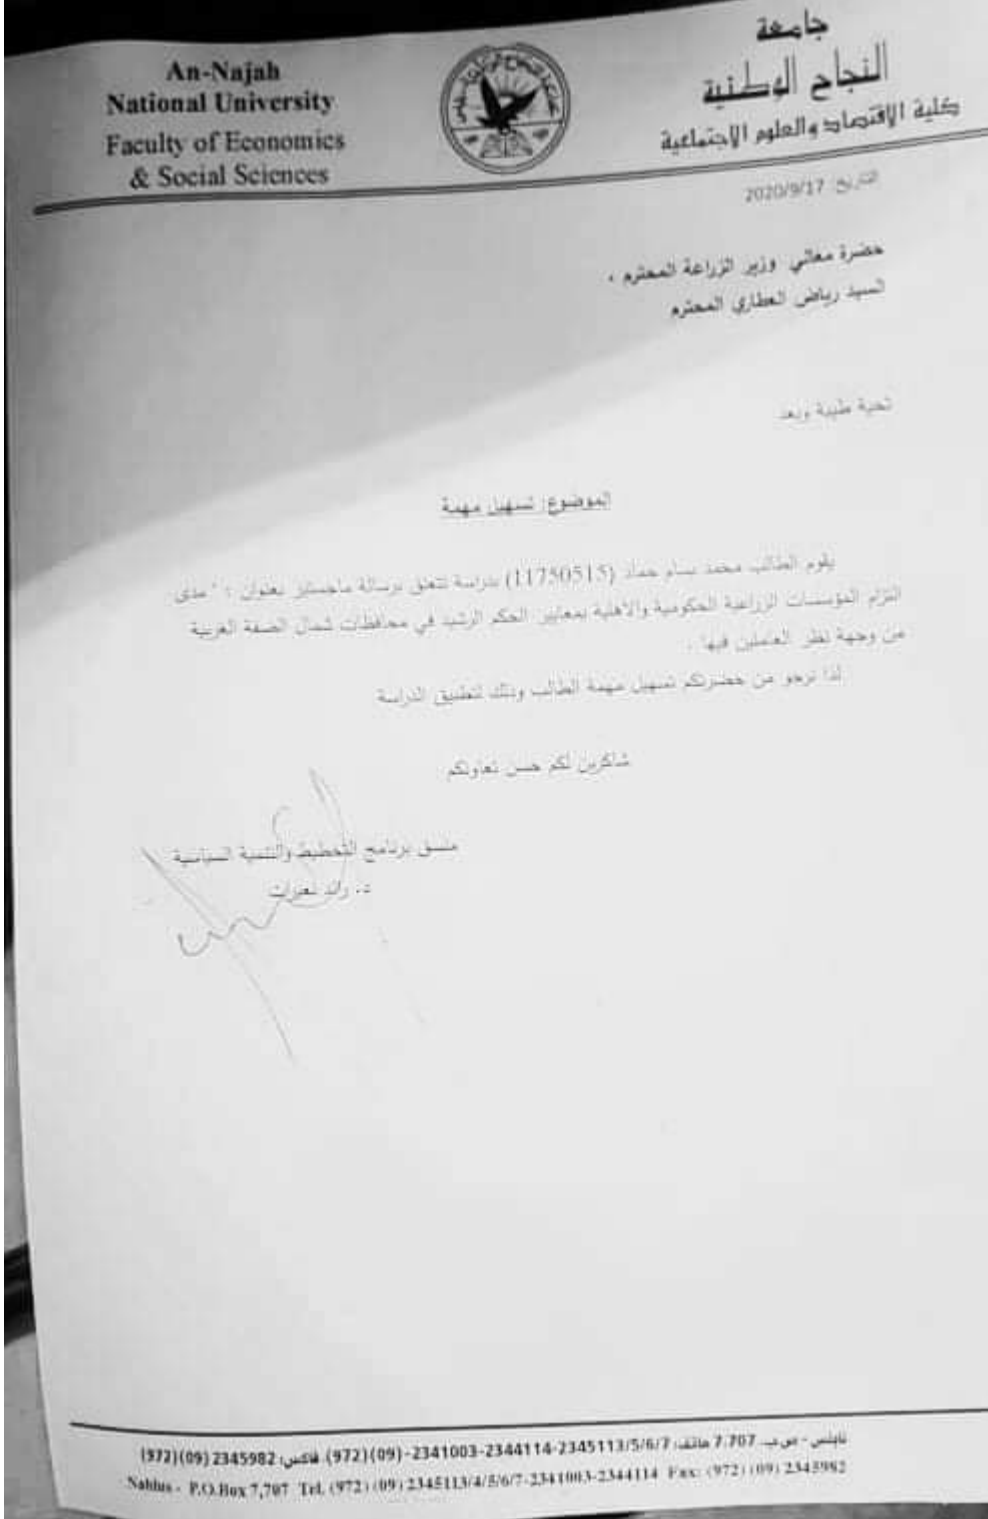 An-Najah
National University
Faculty of Economics
& Social Sciences
جامعة
النجاح الوطنية
كلية الاقتصاد والعلوم الاجتماعية
التاريخ: 2020/9/17
حضرة معالي وزير الزراعة المحترم .
السيد رياض العطاري المحترم
تحية طيبة وبعد
الموضوع: تسهيل مهمة
يقوم الطالب محمد بسام حماد (11750515) بدراسة تتعلق برسالة ماجستير بعنوان : " مدى
التزام المؤسسات الزراعية الحكومية والأهلية بمعايير الحكم الرشيد في محافظات شمال الضفة الغربية
من وجهة نظر العاملين فيها .
لذا نرجو من حضرتكم تسهيل مهمة الطالب وذلك لتطبيق الدراسة
شاكرين لكم حسن تعاونكم
منسق برنامج التخطيط والتنمية السياسية
د. رائد نعيرات
نابلس - ص.ب. 7.707 هاتف: 2345113/5/6/7-2344114-2341003-(09)(972). فاكس: 2345982 (09)(972)
Nablus - P.O.Box 7,707 Tel. (972) (09) 2345113/4/5/6/7-2341003-2344114 Fax: (972) (09) 2345982